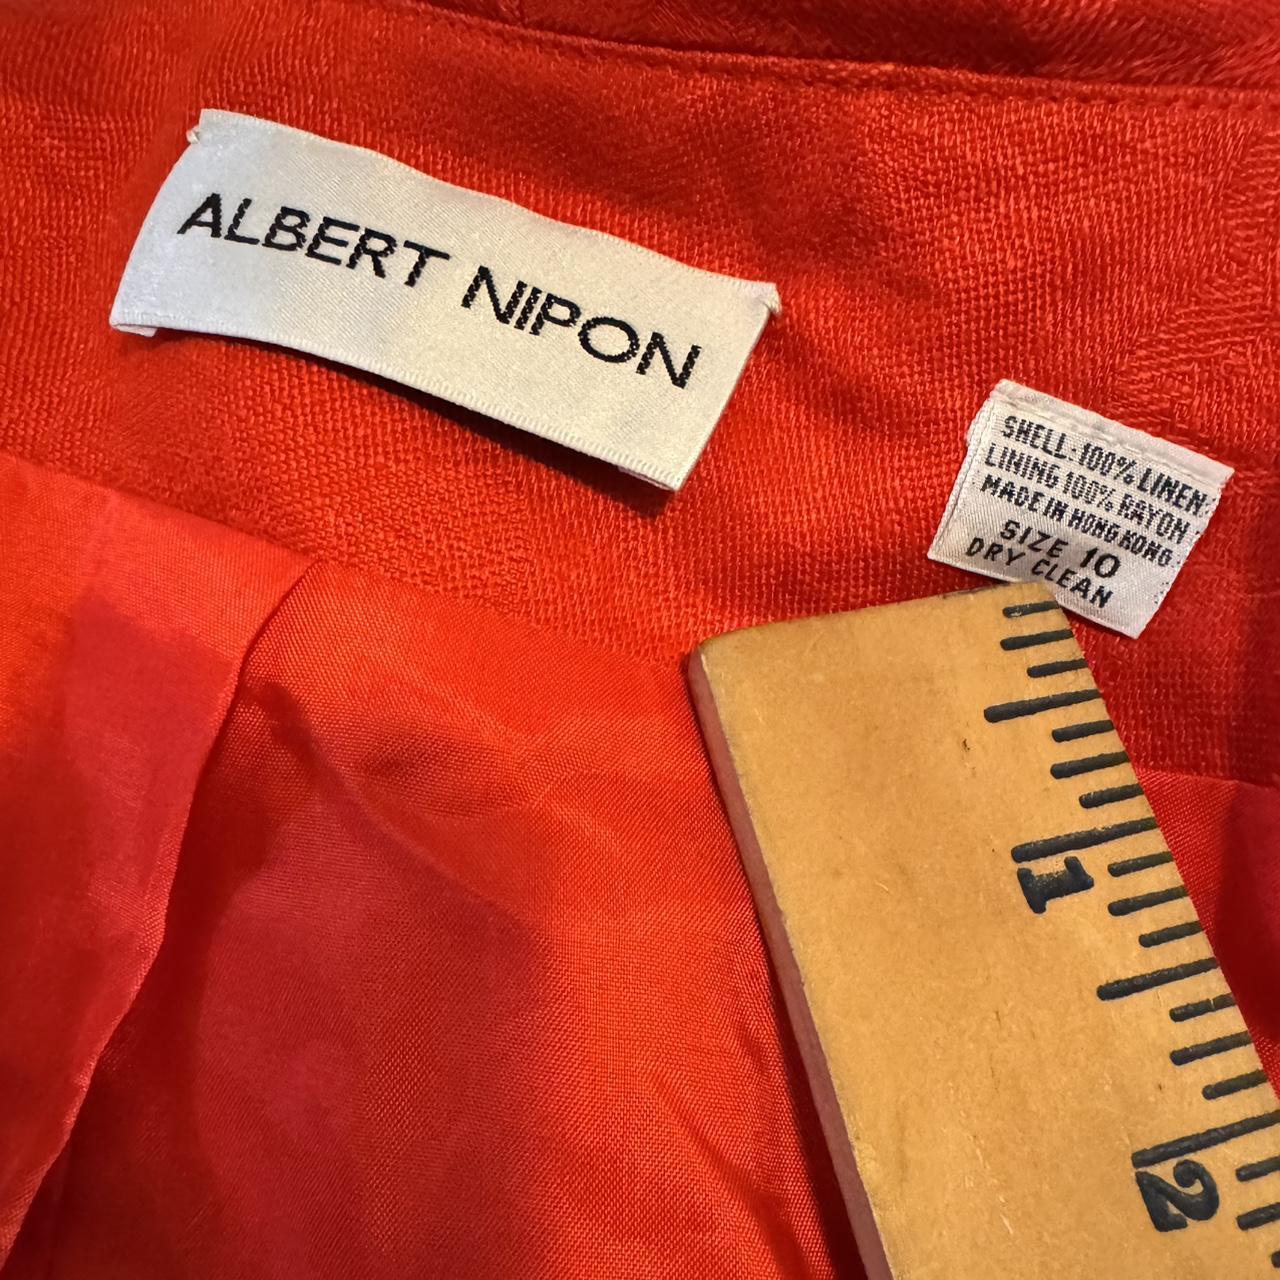 ALBERT NIPON
SHELL: 100% LINEN
LINING 100% RAYON
MADE IN HONG KONG
SIZE 10
DRY CLEAN
1
2